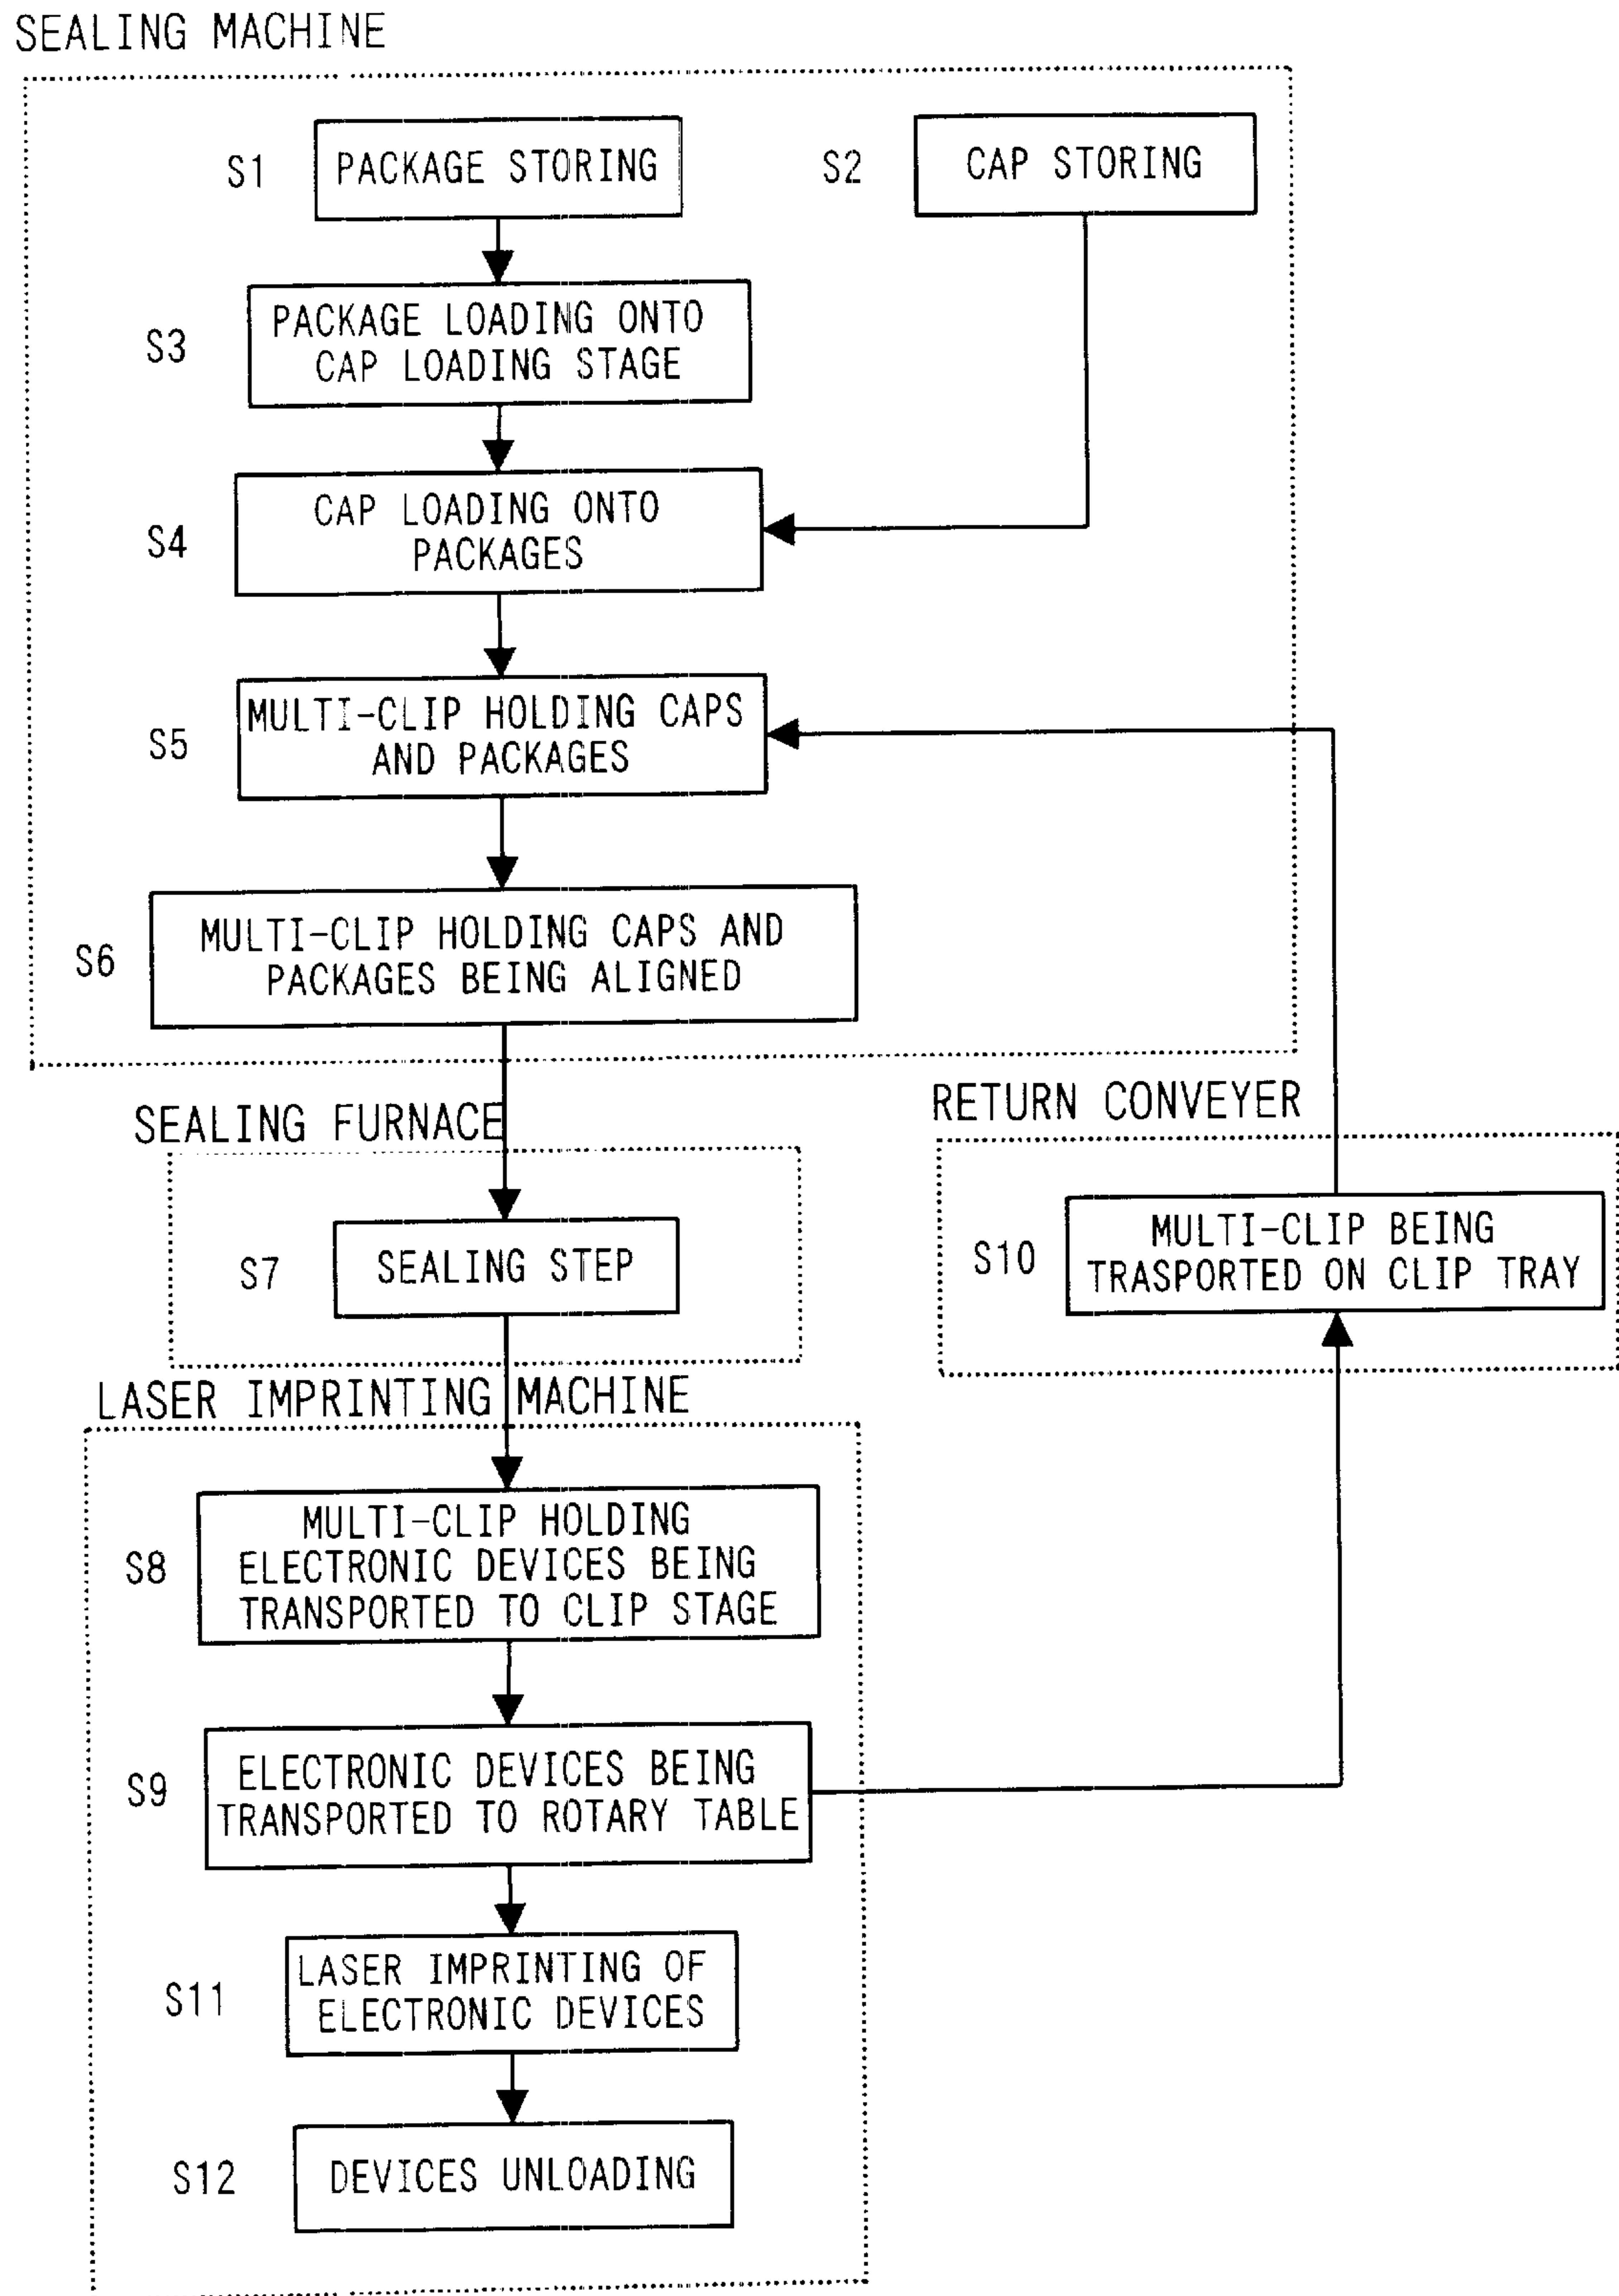 SEALING MACHINE
S1
PACKAGE STORING
S2
CAP STORING
S3
PACKAGE LOADING ONTO
CAP LOADING STAGE
S4
CAP LOADING ONTO
PACKAGES
S5
MULTI-CLIP HOLDING CAPS
AND PACKAGES
S6
MULTI-CLIP HOLDING CAPS AND
PACKAGES BEING ALIGNED
SEALING FURNACE
S7
SEALING STEP
RETURN CONVEYER
S10
MULTI-CLIP BEING
TRASPORTED ON CLIP TRAY
LASER IMPRINTING MACHINE
S8
MULTI-CLIP HOLDING
ELECTRONIC DEVICES BEING
TRANSPORTED TO CLIP STAGE
S9
ELECTRONIC DEVICES BEING
TRANSPORTED TO ROTARY TABLE
S11
LASER IMPRINTING OF
ELECTRONIC DEVICES
S12
DEVICES UNLOADING